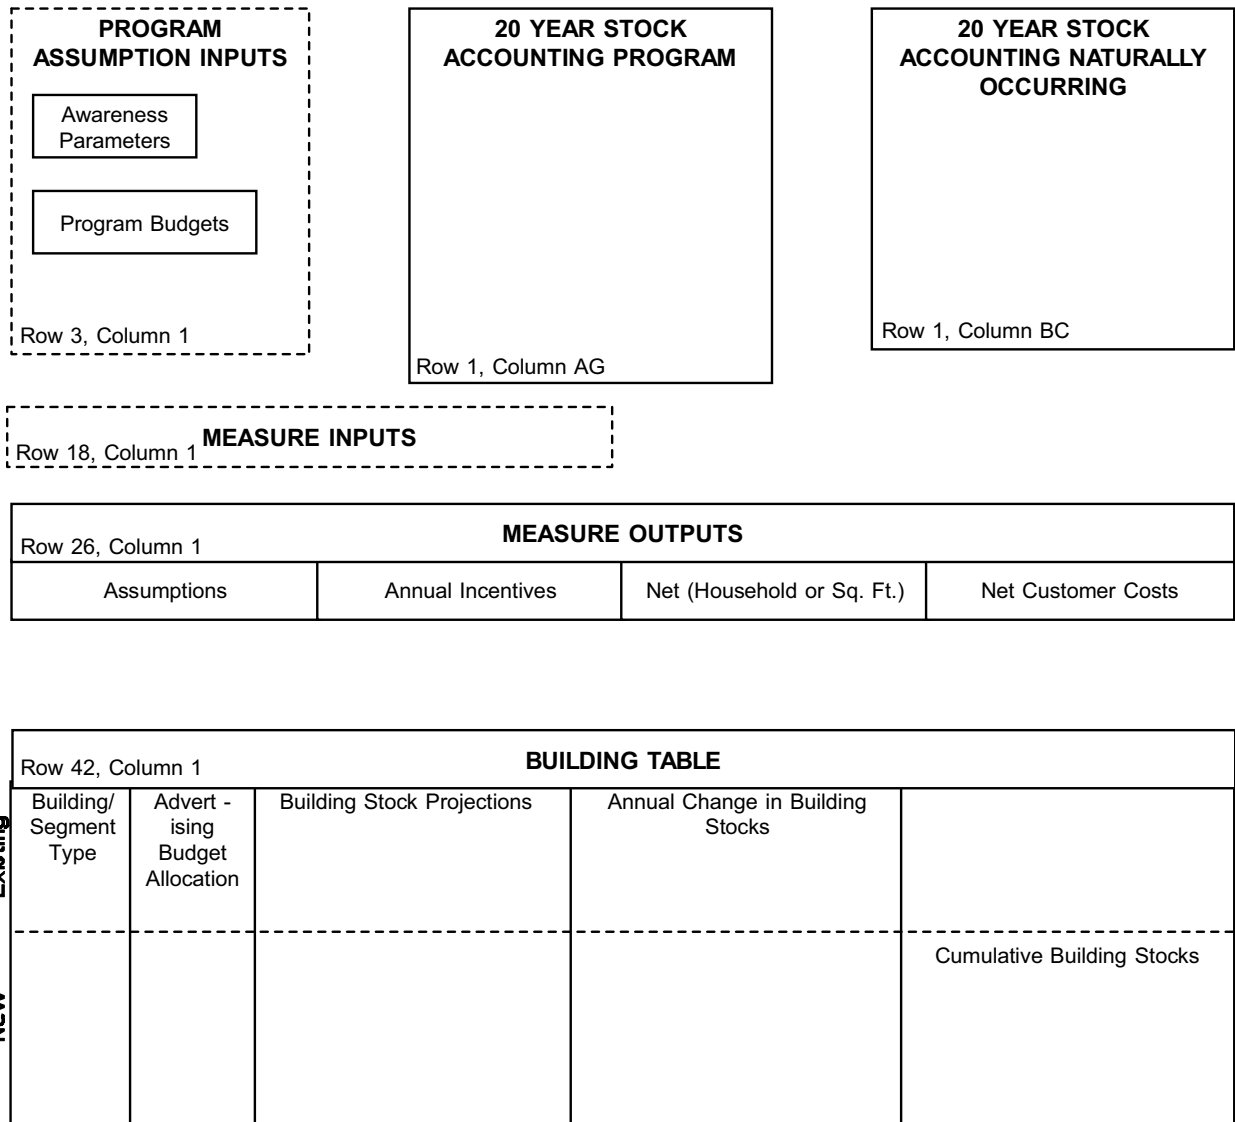 PROGRAM
ASSUMPTION INPUTS
Awareness
Parameters
Program Budgets
Row 3, Column 1
20 YEAR STOCK
ACCOUNTING PROGRAM
Row 1, Column AG
20 YEAR STOCK
ACCOUNTING NATURALLY
OCCURRING
Row 1, Column BC
MEASURE INPUTS
Row 18, Column 1
MEASURE OUTPUTS
Row 26, Column 1
Assumptions
Annual Incentives
Net (Household or Sq. Ft.)
Net Customer Costs
BUILDING TABLE
Row 42, Column 1
Building/
Segment
Type
Advert -
ising
Budget
Allocation
Building Stock Projections
Annual Change in Building
Stocks
Cumulative Building Stocks